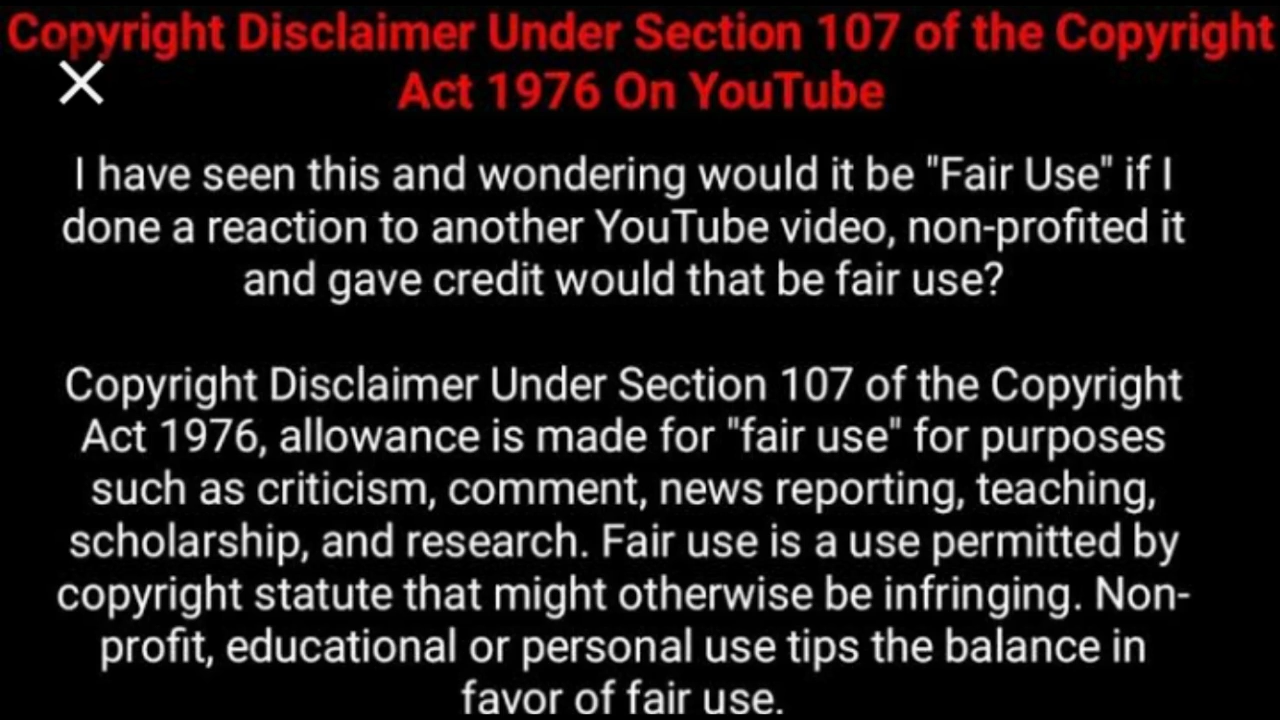 Copyright Disclaimer Under Section 107 of the Copyright
Act 1976 On YouTube
I have seen this and wondering would it be "Fair Use" if I
done a reaction to another YouTube video, non-profited it
and gave credit would that be fair use?
Copyright Disclaimer Under Section 107 of the Copyright
Act 1976, allowance is made for "fair use" for purposes
such as criticism, comment, news reporting, teaching,
scholarship, and research. Fair use is a use permitted by
copyright statute that might otherwise be infringing. Non-
profit, educational or personal use tips the balance in
favor of fair use.